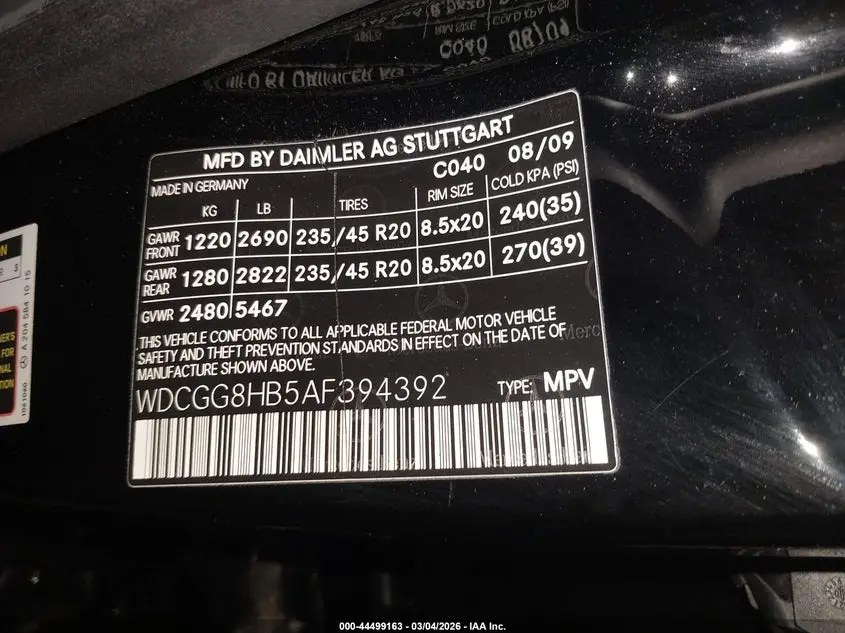 MFD BY DAIMLER AG STUTTGART
MADE IN GERMANY C040 08/09
KG LB TIRES RIM SIZE COLD KPA (PSI)
GAWR FRONT 1220 2690 235/45 R20 8.5x20 240(35)
GAWR REAR 1280 2822 235/45 R20 8.5x20 270(39)
GVWR 2480 5467
THIS VEHICLE CONFORMS TO ALL APPLICABLE FEDERAL MOTOR VEHICLE
SAFETY AND THEFT PREVENTION STANDARDS IN EFFECT ON THE DATE OF
MANUFACTURE SHOWN ABOVE.
WDCGG8HB5AF394392 TYPE: MPV
A 204 584 10 15
000-44499163 - 03/04/2026 - IAA Inc.